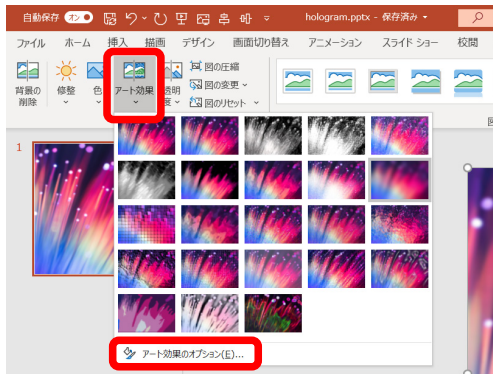 自動保存 オン hologram.pptx - 保存済み
ファイル ホーム 挿入 描画 デザイン 画面切り替え アニメーション スライド ショー 校閲
背景の削除 修整 色 アート効果 透明度 図の圧縮
図の変更
図のリセット
1
アート効果のオプション(E)...